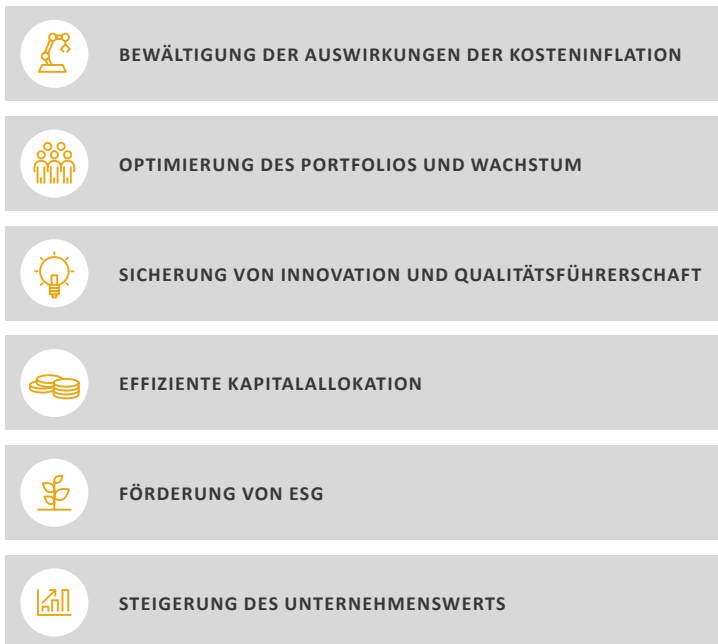 BEWÄLTIGUNG DER AUSWIRKUNGEN DER KOSTENINFLATION
OPTIMIERUNG DES PORTFOLIOS UND WACHSTUM
SICHERUNG VON INNOVATION UND QUALITÄTSFÜHRERSCHAFT
EFFIZIENTE KAPITALALLOKATION
FÖRDERUNG VON ESG
STEIGERUNG DES UNTERNEHMENSWERTS